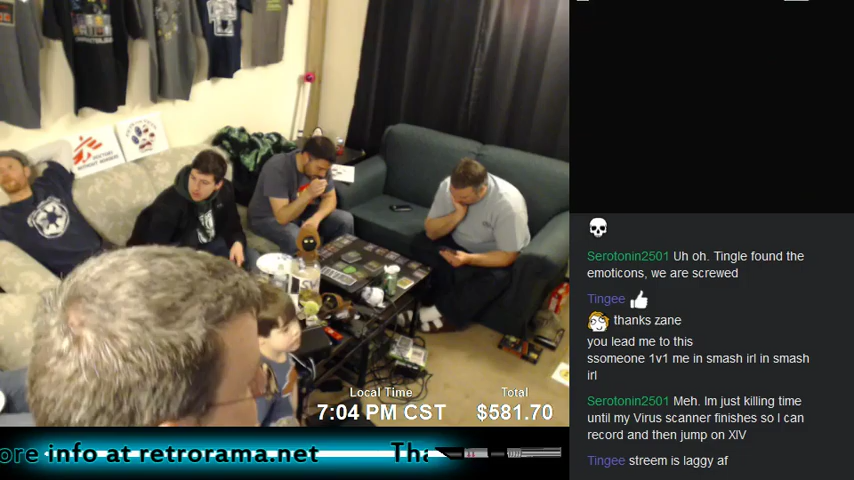 Local Time
7:04 PM CST
Total
$581.70
ore info at retrorama.net
Tha
Serotonin2501 Uh oh. Tingle found the
emoticons, we are screwed
Tingee
thanks zane
you lead me to this
ssomeone 1v1 me in smash irl in smash
irl
Serotonin2501 Meh. Im just killing time
until my Virus scanner finishes so I can
record and then jump on XIV
Tingee streem is laggy af